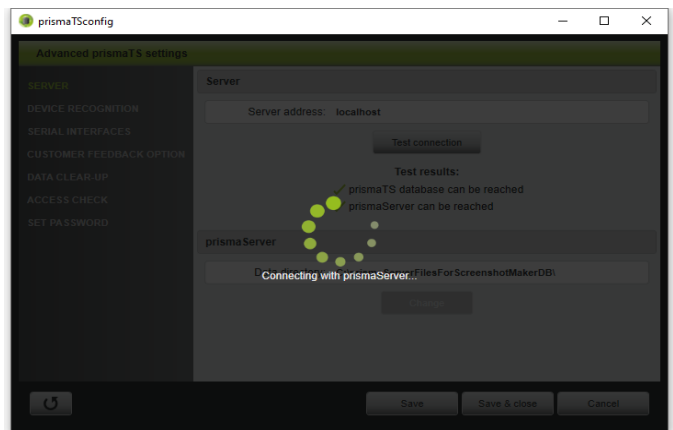 prismaTSconfig
Advanced prismaTS settings
SERVER
DEVICE RECOGNITION
SERIAL INTERFACES
CUSTOMER FEEDBACK OPTION
DATA CLEAR-UP
ACCESS CHECK
SET PASSWORD
Server
Server address: localhost
Test connection
Test results:
prismaTS database can be reached
prismaServer can be reached
prismaServer
Connecting with prismaServer...
Change
Save
Save & close
Cancel